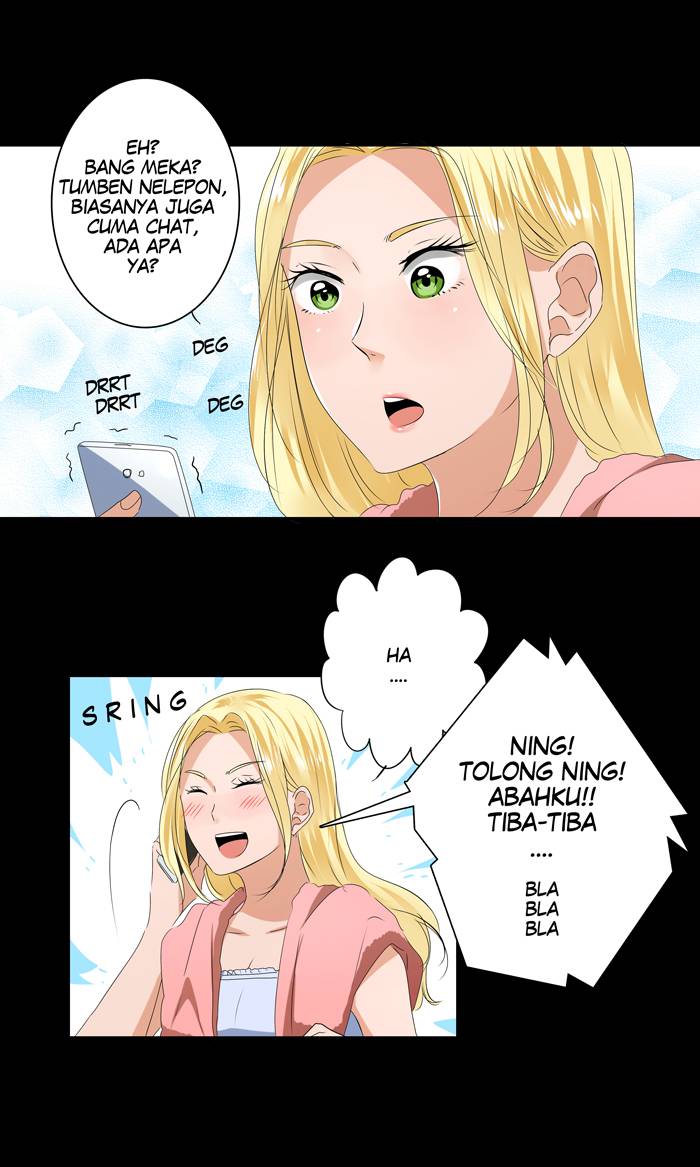 EH?
BANG MEKA?
TUMBEN NELEPON,
BIASANYA JUGA
CUMA CHAT,
ADA APA
YA?
DEG
DRRT
DRRT
DEG
HA
....
SRING
NING!
TOLONG NING!
ABAHKU!!
TIBA-TIBA
....
BLA
BLA
BLA